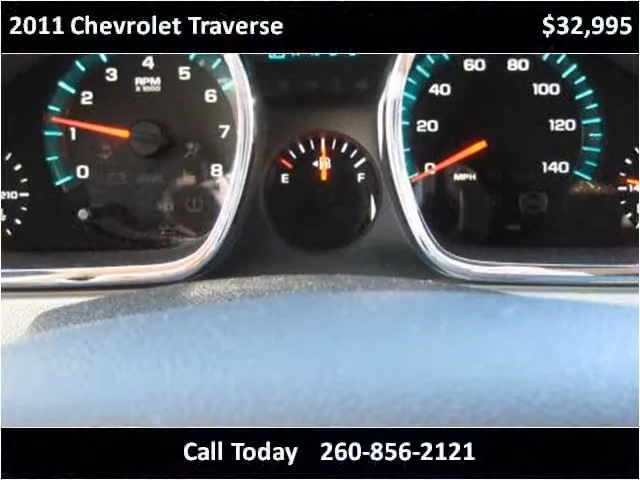 2011 Chevrolet Traverse $32,995
3 4 5
RPM
x 1000
2 6
1 7
0 8
210
E F
60 80
40 100
20 120
0 140
MPH
Call Today 260-856-2121